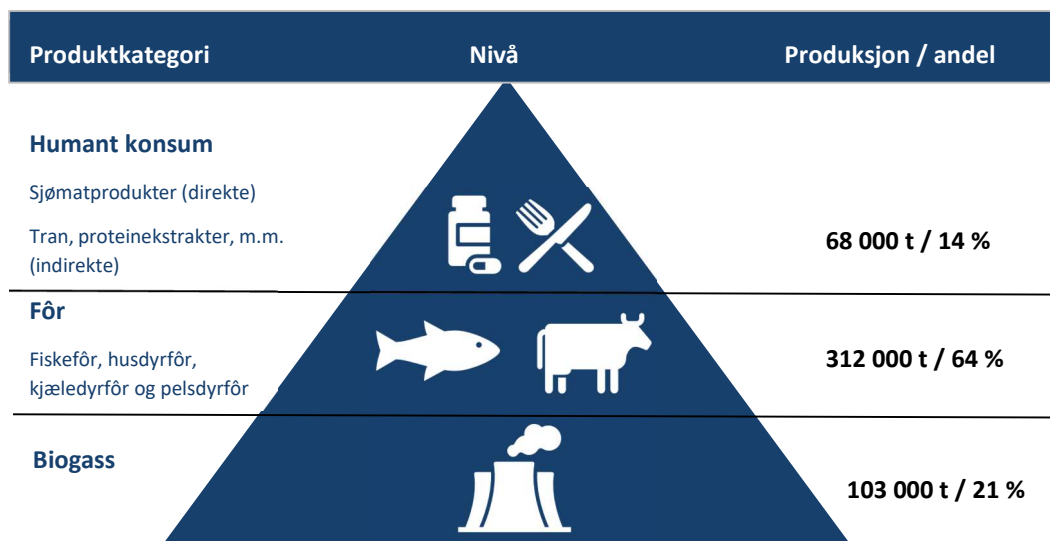 Produktkategori Nivå Produksjon / andel
Humant konsum
Sjømatprodukter (direkte)
Tran, proteinekstrakter, m.m.
(indirekte)
68 000 t / 14 %
Fôr
Fiskefôr, husdyrfôr,
kjæledyrfôr og pelsdyrfôr
312 000 t / 64 %
Biogass
103 000 t / 21 %